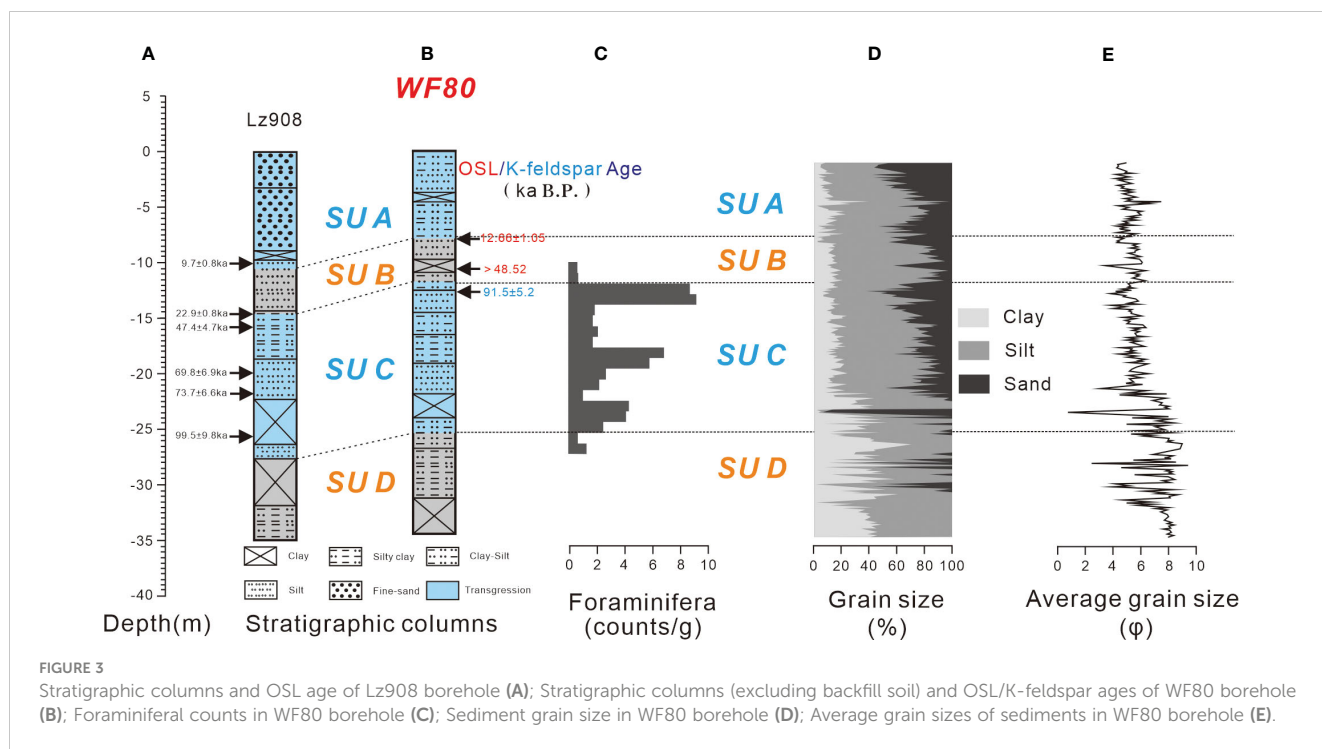 A B C D E
WF80
Lz908
OSL/K-feldspar Age
( ka B.P. )
5
0
-5
-10
-15
-20
-25
-30
-35
-40
Depth(m)
9.7±0.8ka
22.9±0.8ka
47.4±4.7ka
69.8±6.9ka
73.7±6.6ka
99.5±9.8ka
SU A
SU B
SU C
SU D
12.66±1.05
> 48.52
91.5±5.2
SU A
SU B
SU C
SU D
Clay
Silt
Sand
Clay Silty clay Clay-Silt
Silt Fine-sand Transgression
Stratigraphic columns
0 2 4 6 8 10
Foraminifera
(counts/g)
0 20 40 60 80 100
Grain size
(%)
0 2 4 6 8 10
Average grain size
(φ)
FIGURE 3
Stratigraphic columns and OSL age of Lz908 borehole (A); Stratigraphic columns (excluding backfill soil) and OSL/K-feldspar ages of WF80 borehole
(B); Foraminiferal counts in WF80 borehole (C); Sediment grain size in WF80 borehole (D); Average grain sizes of sediments in WF80 borehole (E).